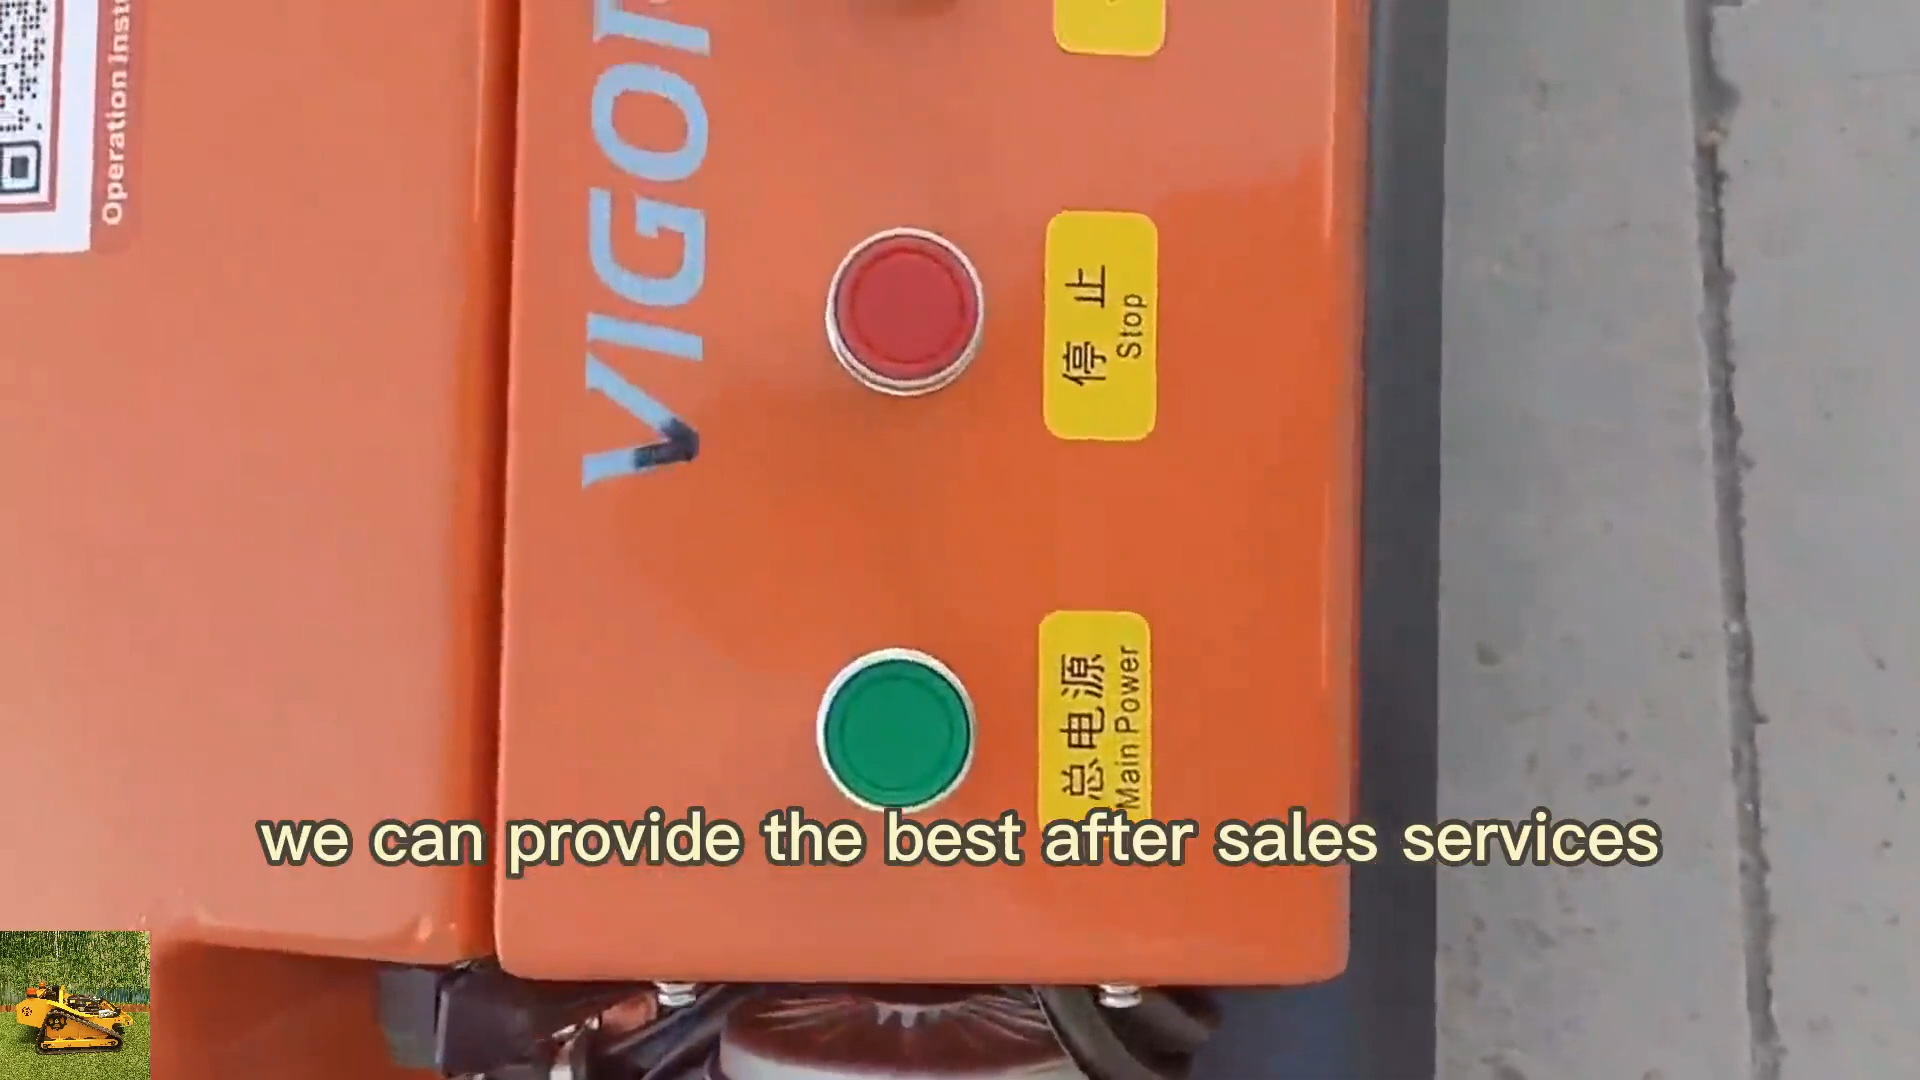 Operation Inst
VIGOR
停止
Stop
总电源
Main Power
we can provide the best after sales services